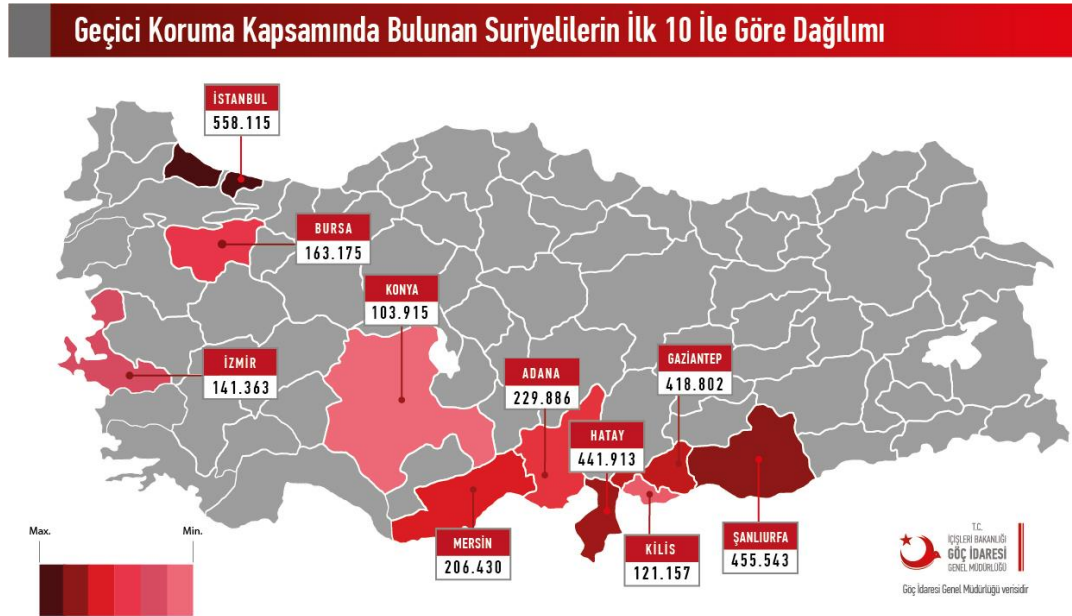 Geçici Koruma Kapsamında Bulunan Suriyelilerin İlk 10 İle Göre Dağılımı
İSTANBUL
558.115
BURSA
163.175
KONYA
103.915
İZMİR
141.363
ADANA
229.886
GAZİANTEP
418.802
HATAY
441.913
MERSİN
206.430
KİLİS
121.157
ŞANLIURFA
455.543
Max.
Min.
T.C.
İÇİŞLERİ BAKANLIĞI
GÖÇ İDARESİ
GENEL MÜDÜRLÜĞÜ
Göç İdaresi Genel Müdürlüğü verisidir